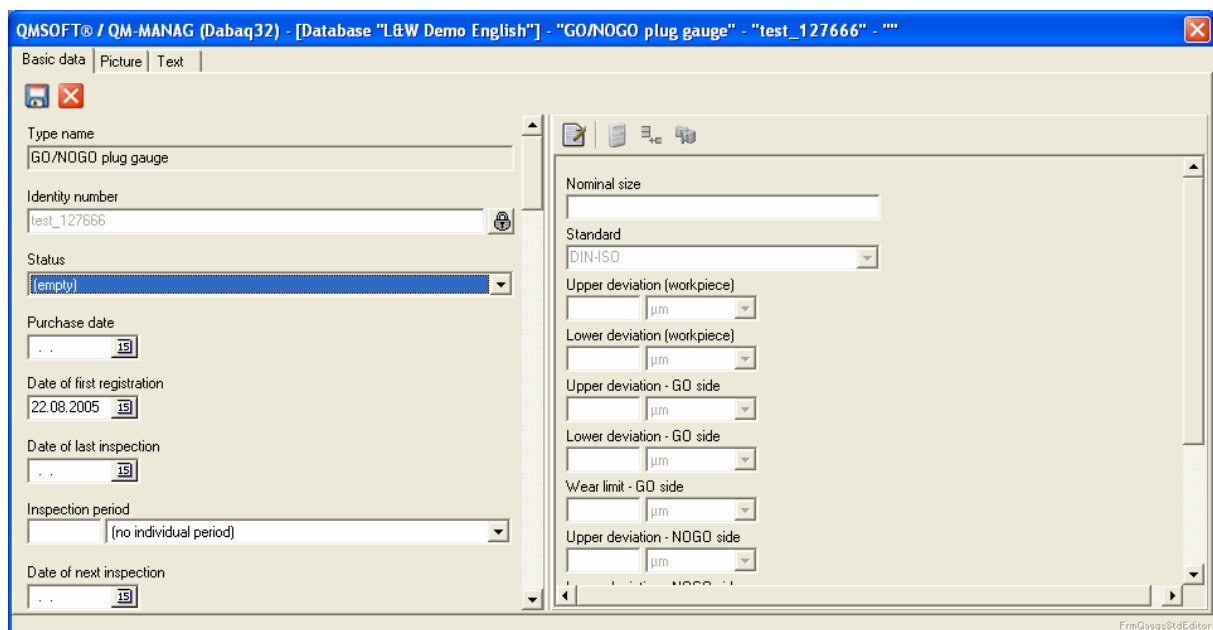 QMSOFT® / QM-MANAG (Dabaq32) - [Database "L&W Demo English"] - "GO/NOGO plug gauge" - "test_127666" - ""
Basic data Picture Text
Type name
GO/NOGO plug gauge
Identity number
test_127666
Status
(empty)
Purchase date
. . 15
Date of first registration
22.08.2005 15
Date of last inspection
. . 15
Inspection period
(no individual period)
Date of next inspection
. . 15
Nominal size
Standard
DIN-ISO
Upper deviation (workpiece)
µm
Lower deviation (workpiece)
µm
Upper deviation - GO side
µm
Lower deviation - GO side
µm
Wear limit - GO side
µm
Upper deviation - NOGO side
µm
FrmGaugeStdEditor